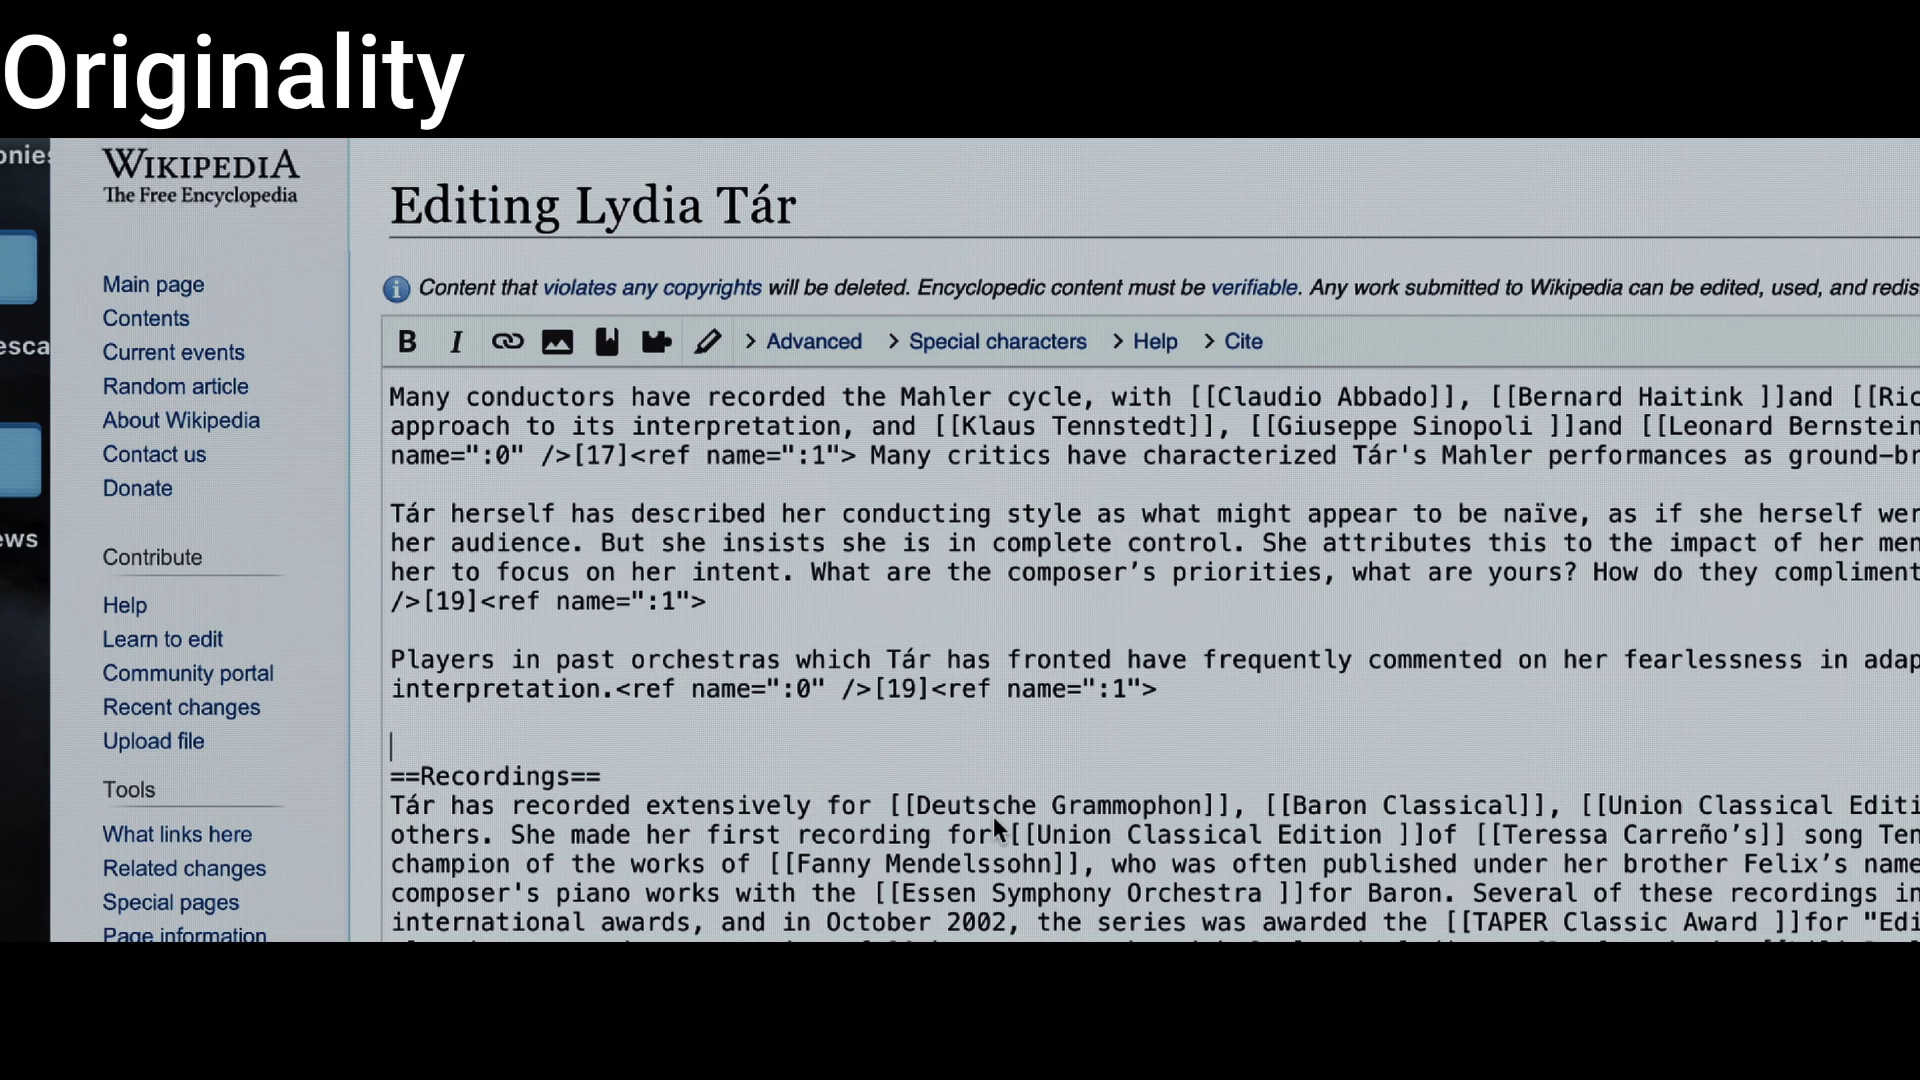 Originality
onies
WIKIPEDIA
The Free Encyclopedia
Editing Lydia Tár
Main page
Contents
esca
Current events
Random article
About Wikipedia
Contact us
Donate
ews
Contribute
Help
Learn to edit
Community portal
Recent changes
Upload file
Tools
What links here
Related changes
Special pages
Page information
Content that violates any copyrights will be deleted. Encyclopedic content must be verifiable. Any work submitted to Wikipedia can be edited, used, and redis
B I > Advanced > Special characters > Help > Cite
Many conductors have recorded the Mahler cycle, with [[Claudio Abbado]], [[Bernard Haitink ]]and [[Ric
approach to its interpretation, and [[Klaus Tennstedt]], [[Giuseppe Sinopoli ]]and [[Leonard Bernstein
name=":0" />[17]<ref name=":1"> Many critics have characterized Tár's Mahler performances as ground-br
Tár herself has described her conducting style as what might appear to be naïve, as if she herself wer
her audience. But she insists she is in complete control. She attributes this to the impact of her men
her to focus on her intent. What are the composer’s priorities, what are yours? How do they compliment
/>[19]<ref name=":1">
Players in past orchestras which Tár has fronted have frequently commented on her fearlessness in adap
interpretation.<ref name=":0" />[19]<ref name=":1">
==Recordings==
Tár has recorded extensively for [[Deutsche Grammophon]], [[Baron Classical]], [[Union Classical Editi
others. She made her first recording for [[Union Classical Edition ]]of [[Teressa Carreño’s]] song Ten
champion of the works of [[Fanny Mendelssohn]], who was often published under her brother Felix’s name
composer's piano works with the [[Essen Symphony Orchestra ]]for Baron. Several of these recordings in
international awards, and in October 2002, the series was awarded the [[TAPER Classic Award ]]for "Edi